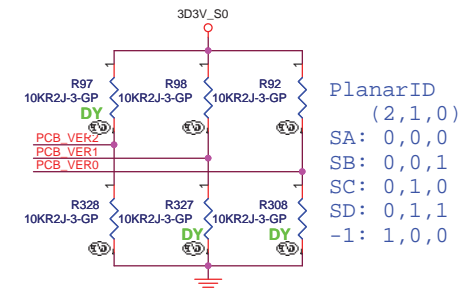 3D3V_S0
R97
10KR2J-3-GP
DY
R98
10KR2J-3-GP
R92
10KR2J-3-GP
PCB_VER2
PCB_VER1
PCB_VER0
R328
10KR2J-3-GP
R327
10KR2J-3-GP
DY
R308
10KR2J-3-GP
DY
PlanarID
(2,1,0)
SA: 0,0,0
SB: 0,0,1
SC: 0,1,0
SD: 0,1,1
-1: 1,0,0